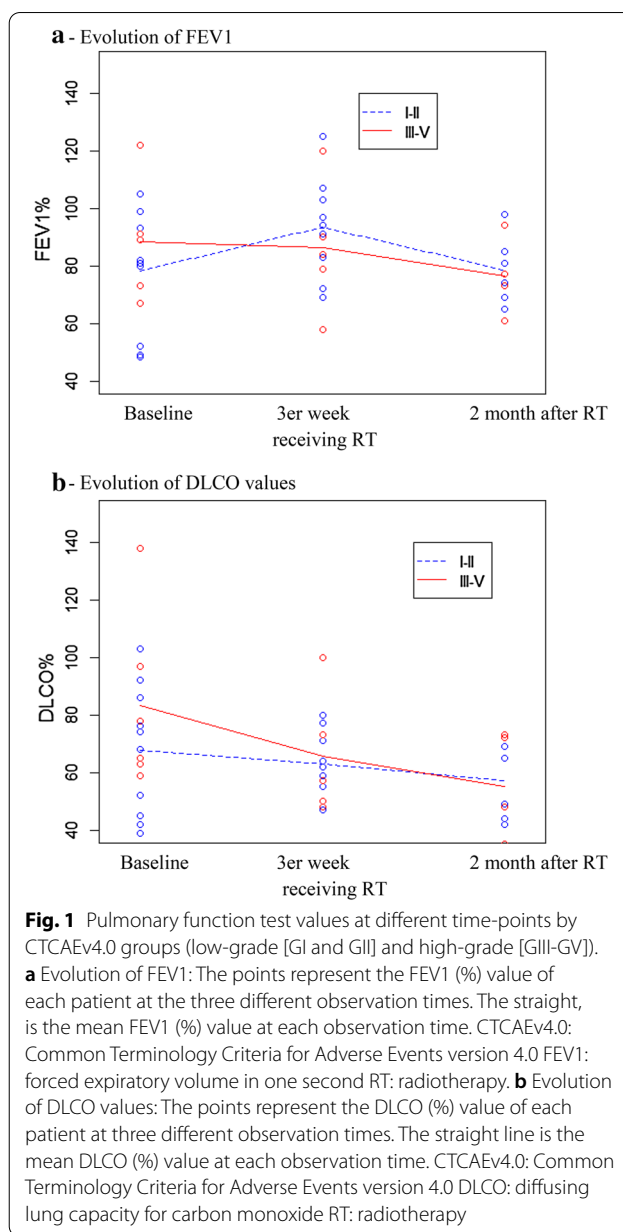 a - Evolution of FEV1
140
120
100
80
60
40
FEV1%
I-II
III-V
Baseline
3er week
receiving RT
2 month after RT
b - Evolution of DLCO values
140
120
100
80
60
40
DLCO%
I-II
III-V
Baseline
3er week
receiving RT
2 month after RT
Fig. 1 Pulmonary function test values at different time-points by
CTCAEv4.0 groups (low-grade [GI and GII] and high-grade [GIII-GV]).
a Evolution of FEV1: The points represent the FEV1 (%) value of
each patient at the three different observation times. The straight,
is the mean FEV1 (%) value at each observation time. CTCAEv4.0:
Common Terminology Criteria for Adverse Events version 4.0 FEV1:
forced expiratory volume in one second RT: radiotherapy. b Evolution
of DLCO values: The points represent the DLCO (%) value of each
patient at three different observation times. The straight line is the
mean DLCO (%) value at each observation time. CTCAEv4.0: Common
Terminology Criteria for Adverse Events version 4.0 DLCO: diffusing
lung capacity for carbon monoxide RT: radiotherapy